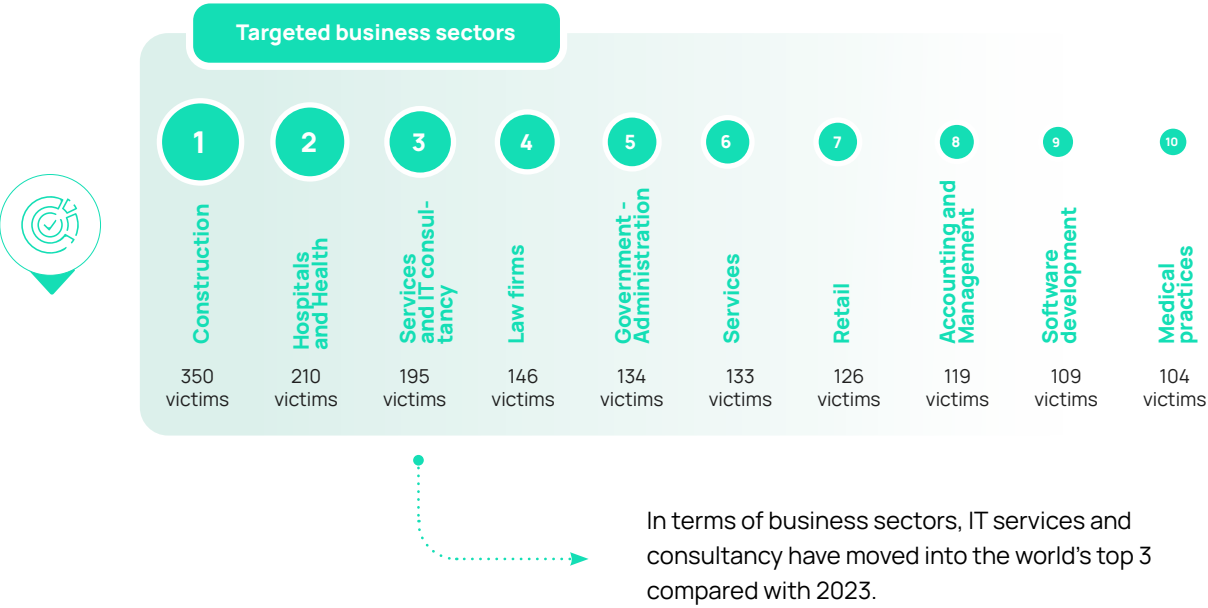 Targeted business sectors
1
2
3
4
5
6
7
8
9
10
Construction
Hospitals
and Health
Services
and IT consul-
tancy
Law firms
Government -
Administration
Services
Retail
Accounting and
Management
Software
development
Medical
practices
350
victims
210
victims
195
victims
146
victims
134
victims
133
victims
126
victims
119
victims
109
victims
104
victims
In terms of business sectors, IT services and
consultancy have moved into the world's top 3
compared with 2023.